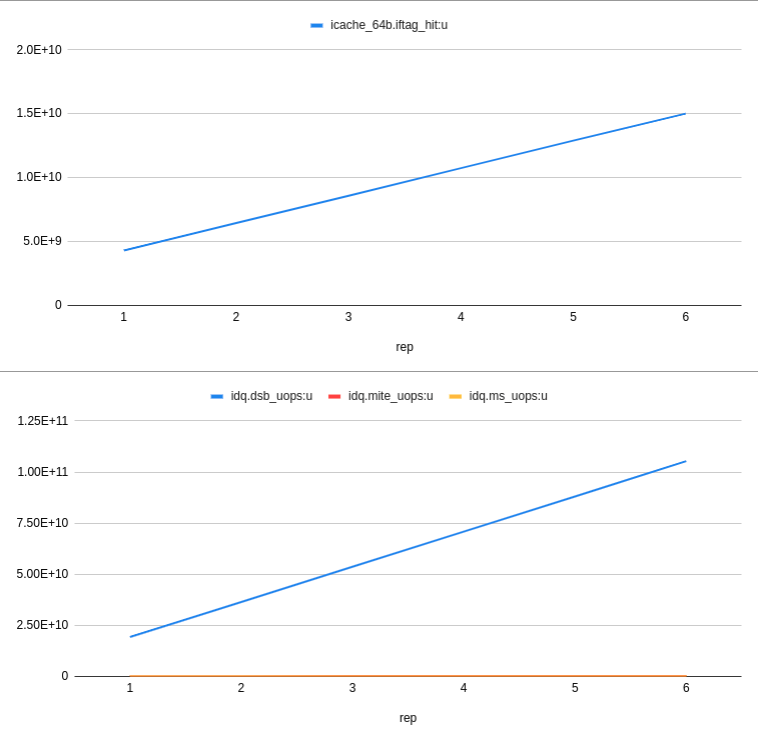 icache_64b.iftag_hit:u
2.0E+10
1.5E+10
1.0E+10
5.0E+9
0
1 2 3 4 5 6
rep
idq.dsb_uops:u idq.mite_uops:u idq.ms_uops:u
1.25E+11
1.00E+11
7.50E+10
5.00E+10
2.50E+10
0
1 2 3 4 5 6
rep